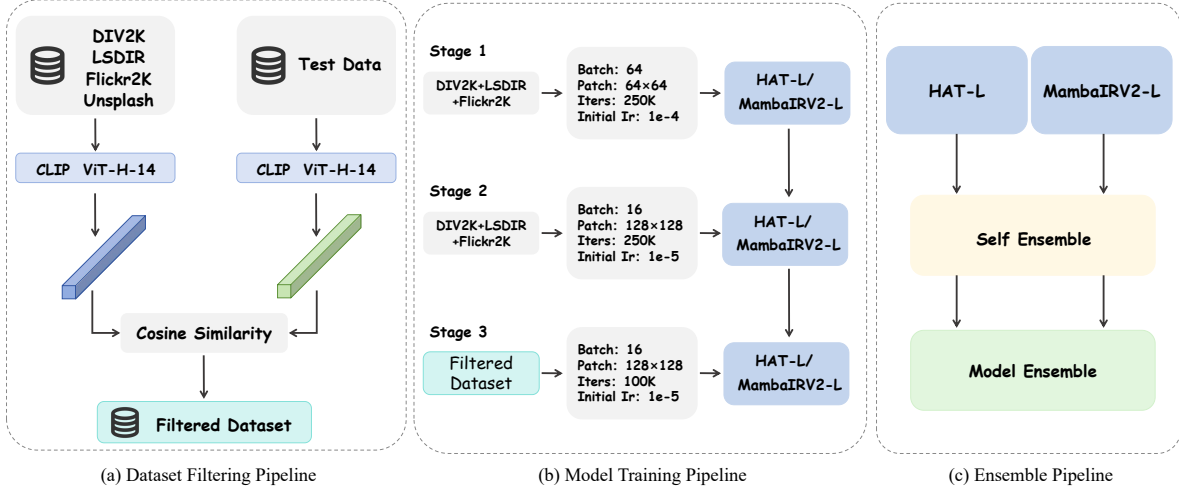 DIV2K
LSDIR
Flickr2K
Unsplash
Test Data
CLIP ViT-H-14
CLIP ViT-H-14
Cosine Similarity
Filtered Dataset
(a) Dataset Filtering Pipeline
Stage 1
DIV2K+LSDIR
+Flickr2K
Batch: 64
Patch: 64×64
Iters: 250K
Initial Ir: 1e-4
HAT-L/
MambaIRV2-L
Stage 2
DIV2K+LSDIR
+Flickr2K
Batch: 16
Patch: 128×128
Iters: 250K
Initial Ir: 1e-5
HAT-L/
MambaIRV2-L
Stage 3
Filtered
Dataset
Batch: 16
Patch: 128×128
Iters: 100K
Initial Ir: 1e-5
HAT-L/
MambaIRV2-L
(b) Model Training Pipeline
HAT-L
MambaIRV2-L
Self Ensemble
Model Ensemble
(c) Ensemble Pipeline